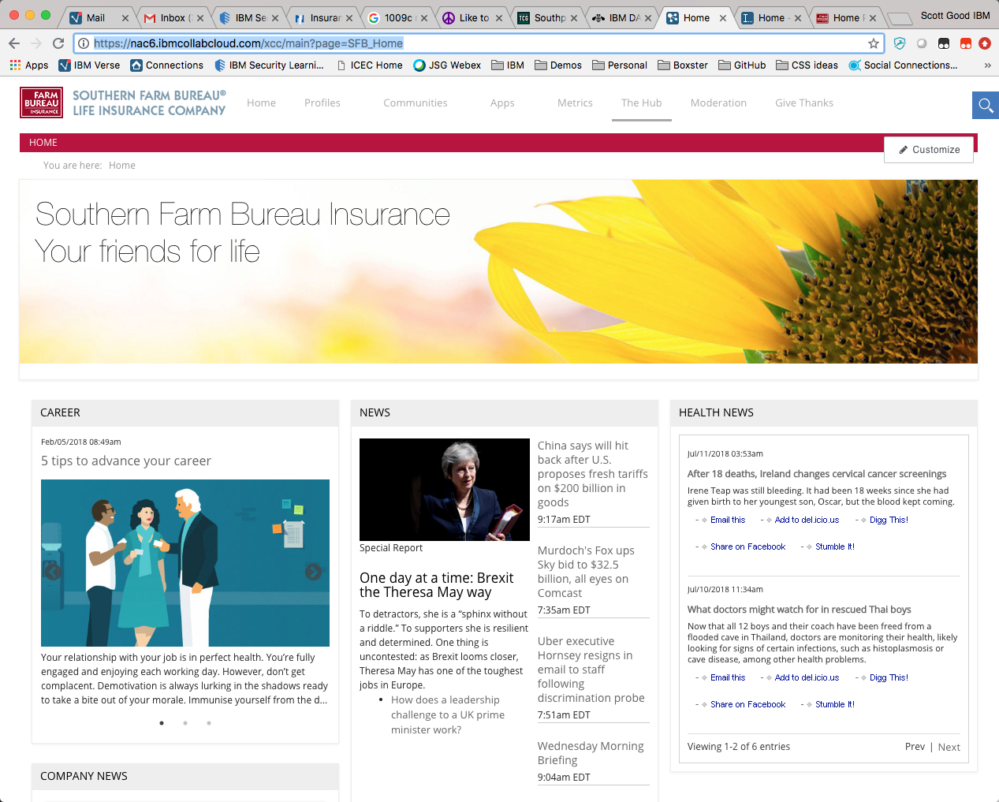 Mail
Inbox (
IBM Se
Insuran
1009c
Like to
TCG
Southp
IBM DA
Home
Home -
Home P
Scott Good IBM
https://nac6.ibmcollabcloud.com/xcc/main?page=SFB_Home
Apps
IBM Verse
Connections
IBM Security Learni...
ICEC Home
JSG Webex
IBM
Demos
Personal
Boxster
GitHub
CSS ideas
Social Connections...
»
FARM
BUREAU
INSURANCE
SOUTHERN FARM BUREAU®
LIFE INSURANCE COMPANY
Home
Profiles
Communities
Apps
Metrics
The Hub
Moderation
Give Thanks
HOME
Customize
You are here: Home
Southern Farm Bureau Insurance
Your friends for life
CAREER
Feb/05/2018 08:49am
5 tips to advance your career
Your relationship with your job is in perfect health. You’re fully
engaged and enjoying each working day. However, don’t get
complacent. Demotivation is always lurking in the shadows ready
to take a bite out of your morale. Immunise yourself from the d...
COMPANY NEWS
NEWS
Special Report
One day at a time: Brexit
the Theresa May way
To detractors, she is a “sphinx without
a riddle.” To supporters she is resilient
and determined. One thing is
uncontested: as Brexit looms closer,
Theresa May has one of the toughest
jobs in Europe.
• How does a leadership
challenge to a UK prime
minister work?
China says will hit
back after U.S.
proposes fresh tariffs
on $200 billion in
goods
9:17am EDT
Murdoch's Fox ups
Sky bid to $32.5
billion, all eyes on
Comcast
7:35am EDT
Uber executive
Hornsey resigns in
email to staff
following
discrimination probe
7:51am EDT
Wednesday Morning
Briefing
9:04am EDT
HEALTH NEWS
Jul/11/2018 03:53am
After 18 deaths, Ireland changes cervical cancer screenings
Irene Teap was still bleeding. It had been 18 weeks since she had
given birth to her youngest son, Oscar, but the blood kept coming.
- Email this - Add to del.icio.us - Digg This!
- Share on Facebook - Stumble It!
Jul/10/2018 11:34am
What doctors might watch for in rescued Thai boys
Now that all 12 boys and their coach have been freed from a
flooded cave in Thailand, doctors are monitoring their health, likely
looking for signs of certain infections, such as histoplasmosis or
cave disease, among other health problems.
- Email this - Add to del.icio.us - Digg This!
- Share on Facebook - Stumble It!
Viewing 1-2 of 6 entries
Prev | Next